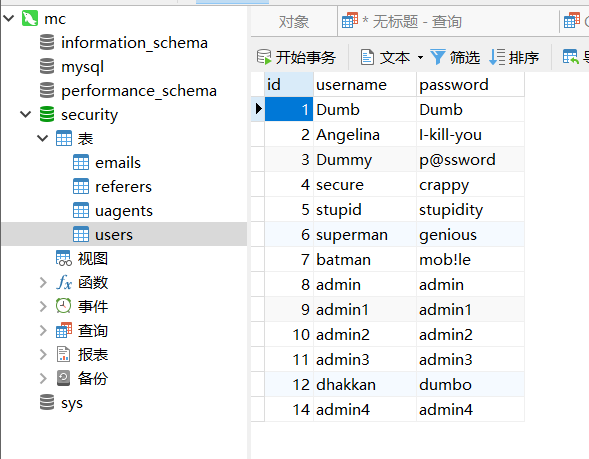 mc
information_schema
mysql
performance_schema
security
表
emails
referers
uagents
users
视图
函数
事件
查询
报表
备份
sys
对象
* 无标题 - 查询
开始事务 文本 筛选 排序
id username password
1 Dumb Dumb
2 Angelina I-kill-you
3 Dummy p@ssword
4 secure crappy
5 stupid stupidity
6 superman genious
7 batman mob!le
8 admin admin
9 admin1 admin1
10 admin2 admin2
11 admin3 admin3
12 dhakkan dumbo
14 admin4 admin4